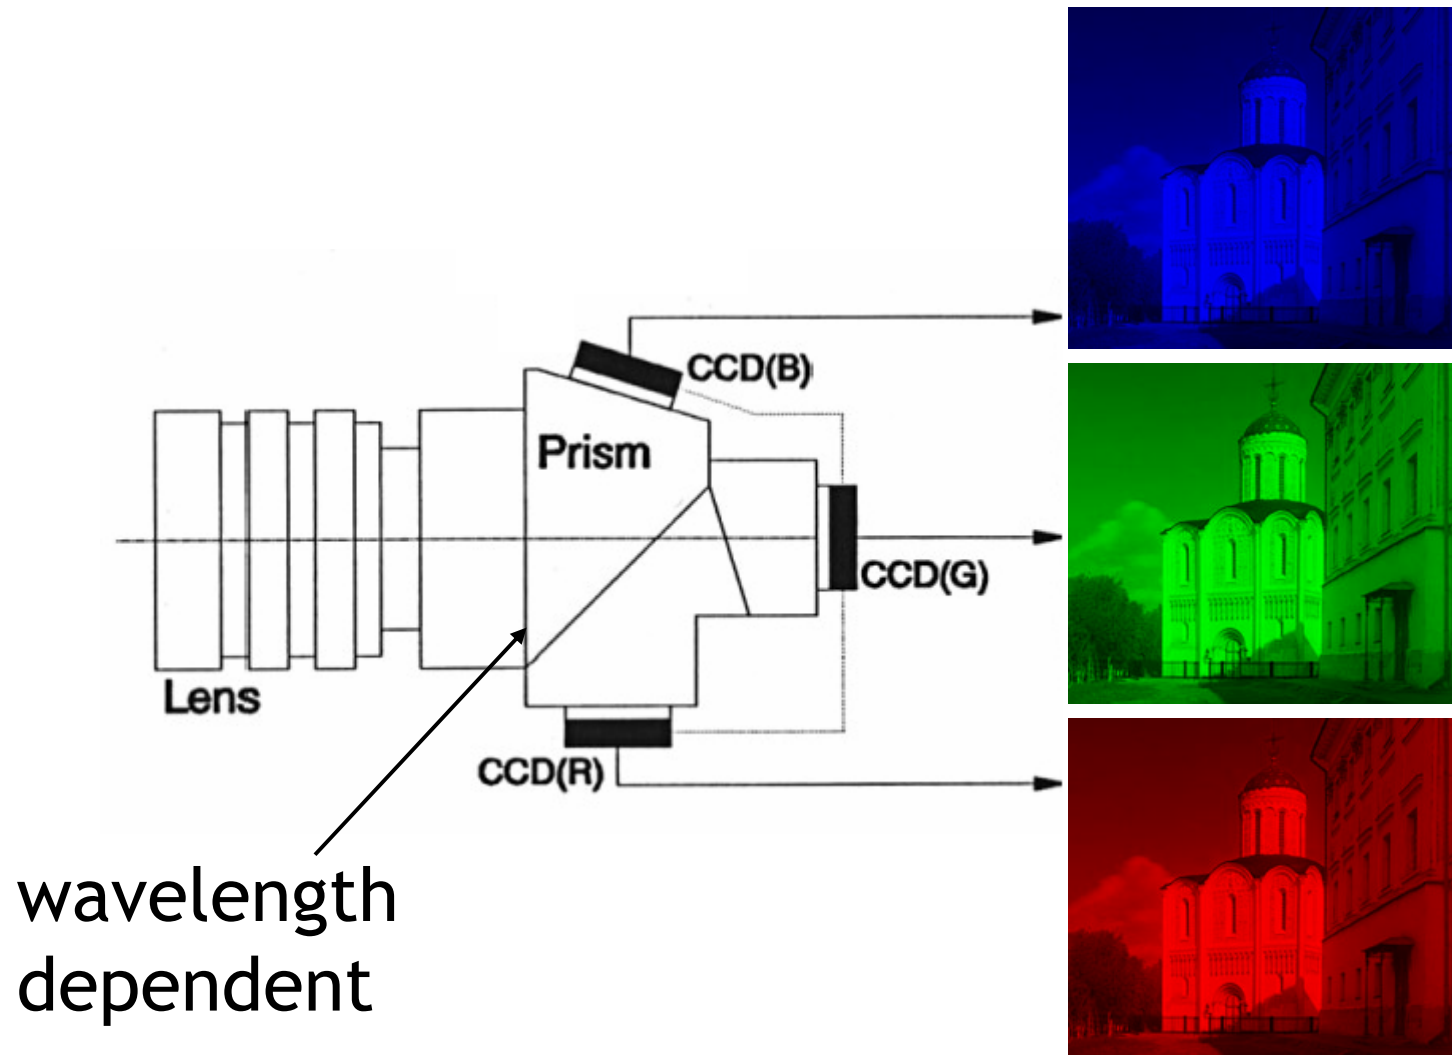 CCD(B)
Prism
CCD(G)
Lens
CCD(R)
wavelength
dependent